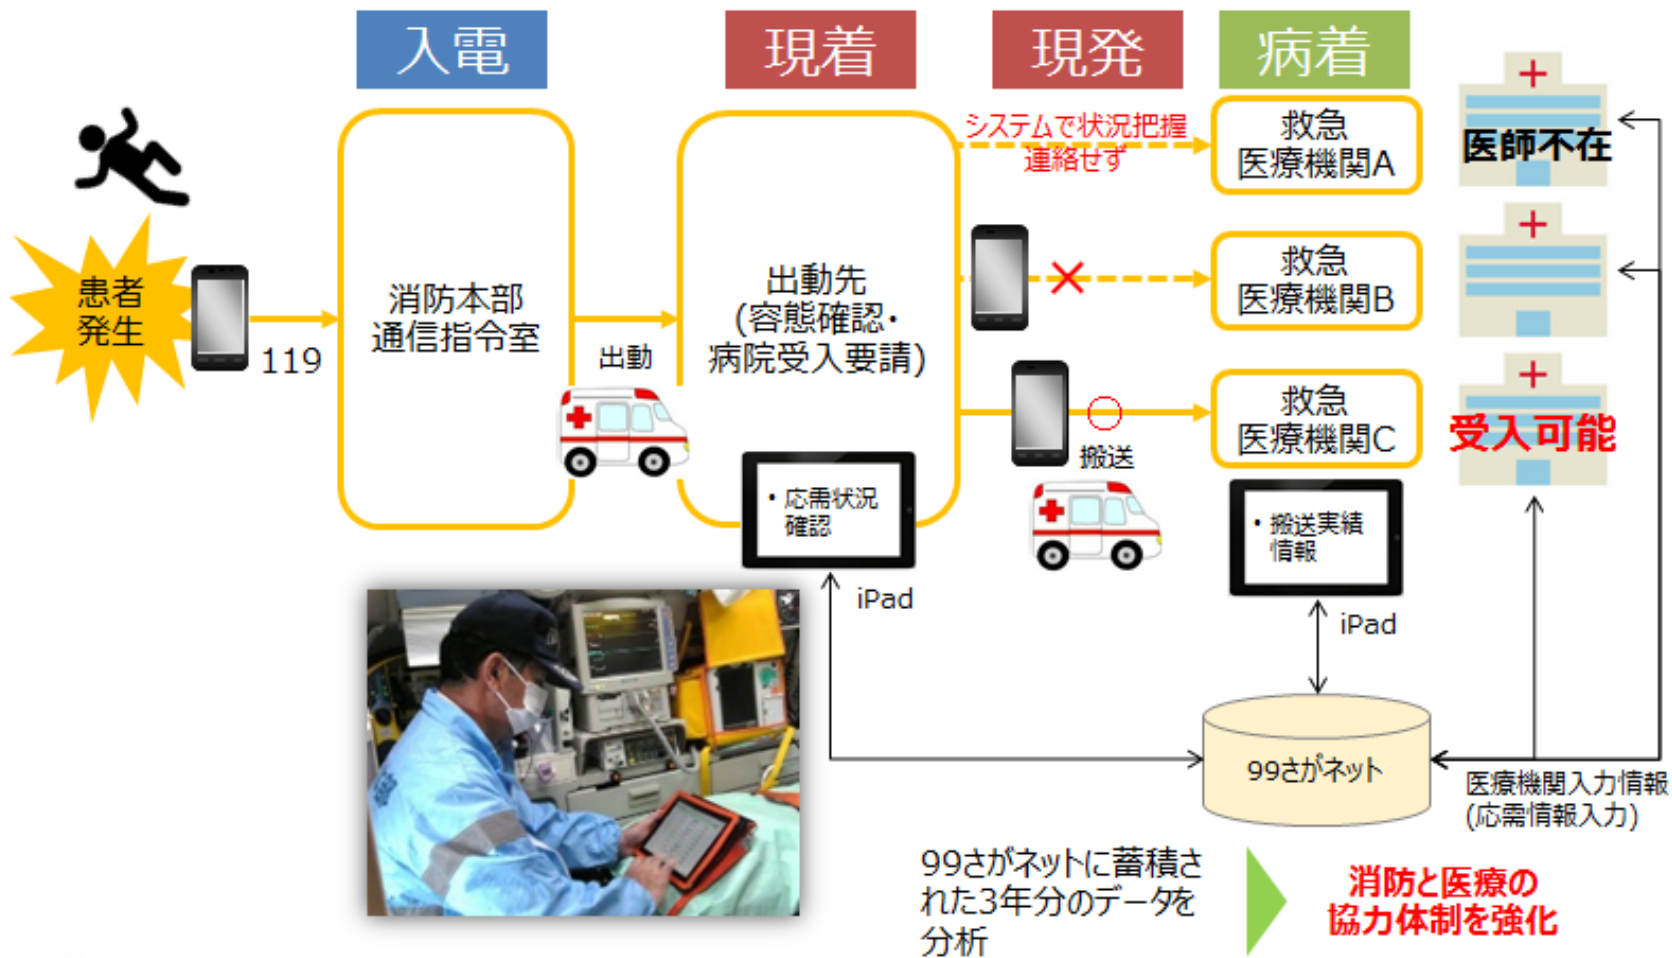 入電
現着
現発
病着
患者
発生
119
消防本部
通信指令室
出動
出動先
(容態確認・
病院受入要請)
・応需状況
確認
iPad
システムで状況把握
連絡せず
搬送
救急
医療機関A
救急
医療機関B
救急
医療機関C
医師不在
受入可能
・搬送実績
情報
iPad
99さがネット
医療機関入力情報
(応需情報入力)
99さがネットに蓄積さ
れた3年分のデータを
分析
消防と医療の
協力体制を強化